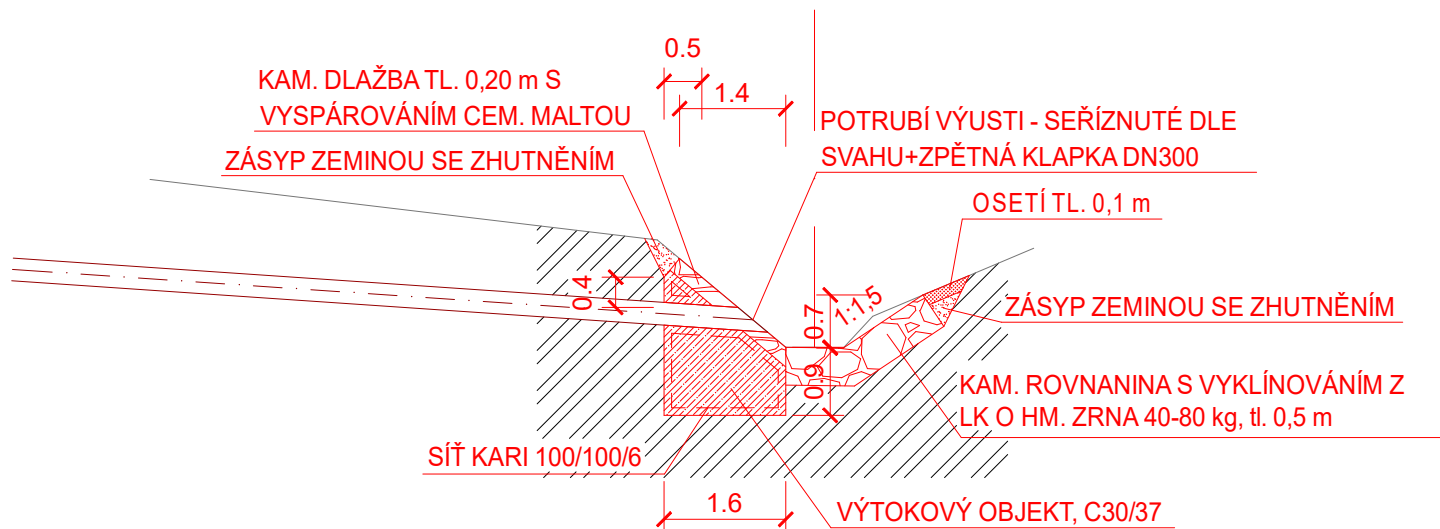 0.5
KAM. DLAŽBA TL. 0,20 m S
VYSPÁROVÁNÍM CEM. MALTOU
1.4
POTRUBÍ VÝUSTI - SEŘÍZNUTÉ DLE
SVAHU+ZPĚTNÁ KLAPKA DN300
ZÁSYP ZEMINOU SE ZHUTNĚNÍM
OSETÍ TL. 0,1 m
0.4
0.7
1:1,5
ZÁSYP ZEMINOU SE ZHUTNĚNÍM
0.9
KAM. ROVNANINA S VYKLÍNOVÁNÍM Z
LK O HM. ZRNA 40-80 kg, tl. 0,5 m
SÍŤ KARI 100/100/6
1.6
VÝTOKOVÝ OBJEKT, C30/37